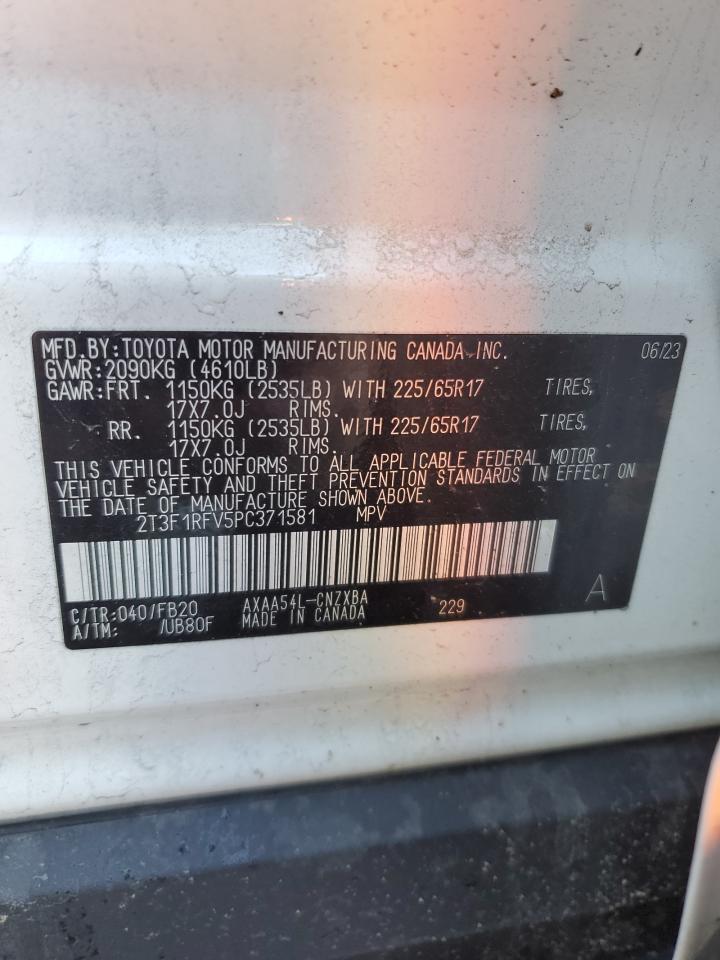 MFD.BY:TOYOTA MOTOR MANUFACTURING CANADA INC. 06/23
GVWR:2090KG (4610LB)
GAWR:FRT. 1150KG (2535LB) WITH 225/65R17 TIRES,
17X7.0J RIMS.
RR. 1150KG (2535LB) WITH 225/65R17 TIRES,
17X7.0J RIMS.
THIS VEHICLE CONFORMS TO ALL APPLICABLE FEDERAL MOTOR
VEHICLE SAFETY AND THEFT PREVENTION STANDARDS IN EFFECT ON
THE DATE OF MANUFACTURE SHOWN ABOVE.
2T3F1RFV5PC371581 MPV
C/TR:040/FB20 AXAA54L-CNZXBA 229 A
A/TM: /UB80F MADE IN CANADA